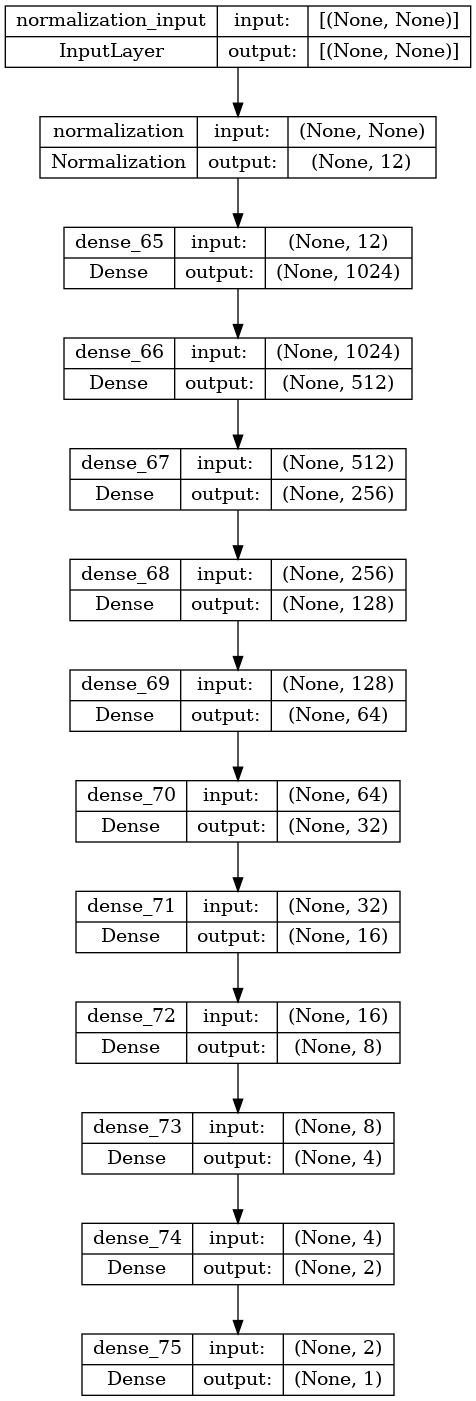 normalization_input input: [(None, None)]
InputLayer output: [(None, None)]
normalization input: (None, None)
Normalization output: (None, 12)
dense_65 input: (None, 12)
Dense output: (None, 1024)
dense_66 input: (None, 1024)
Dense output: (None, 512)
dense_67 input: (None, 512)
Dense output: (None, 256)
dense_68 input: (None, 256)
Dense output: (None, 128)
dense_69 input: (None, 128)
Dense output: (None, 64)
dense_70 input: (None, 64)
Dense output: (None, 32)
dense_71 input: (None, 32)
Dense output: (None, 16)
dense_72 input: (None, 16)
Dense output: (None, 8)
dense_73 input: (None, 8)
Dense output: (None, 4)
dense_74 input: (None, 4)
Dense output: (None, 2)
dense_75 input: (None, 2)
Dense output: (None, 1)